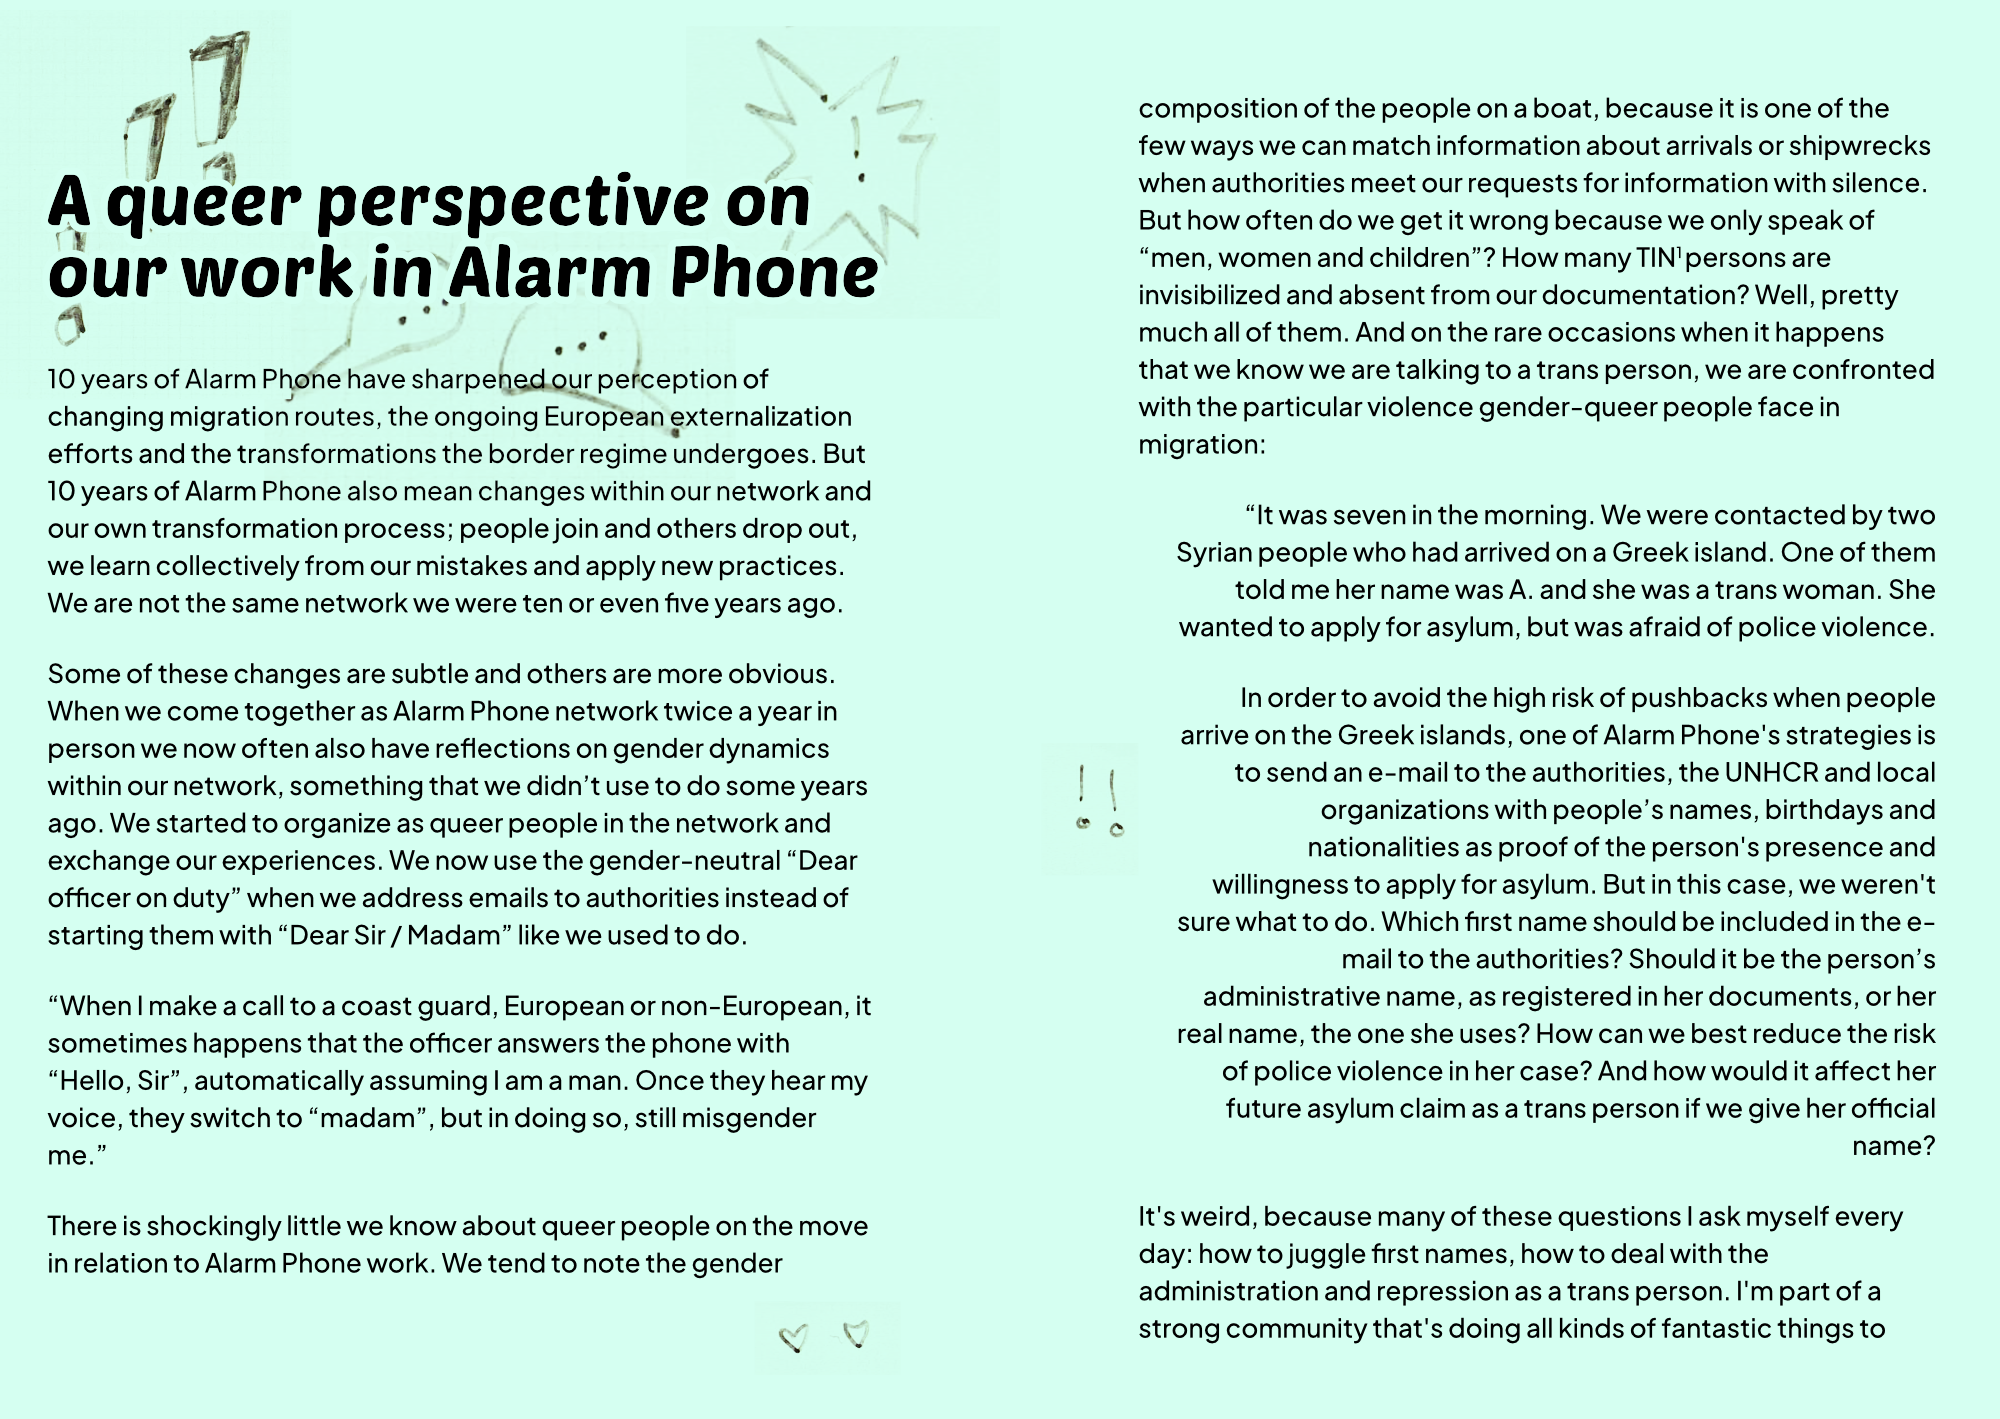 A queer perspective on
our work in Alarm Phone
10 years of Alarm Phone have sharpened our perception of
changing migration routes, the ongoing European externalization
efforts and the transformations the border regime undergoes. But
10 years of Alarm Phone also mean changes within our network and
our own transformation process; people join and others drop out,
we learn collectively from our mistakes and apply new practices.
We are not the same network we were ten or even five years ago.
Some of these changes are subtle and others are more obvious.
When we come together as Alarm Phone network twice a year in
person we now often also have reflections on gender dynamics
within our network, something that we didn’t use to do some years
ago. We started to organize as queer people in the network and
exchange our experiences. We now use the gender-neutral “Dear
officer on duty” when we address emails to authorities instead of
starting them with “Dear Sir / Madam” like we used to do.
“When I make a call to a coast guard, European or non-European, it
sometimes happens that the officer answers the phone with
“Hello, Sir”, automatically assuming I am a man. Once they hear my
voice, they switch to “madam”, but in doing so, still misgender
me.”
There is shockingly little we know about queer people on the move
in relation to Alarm Phone work. We tend to note the gender
composition of the people on a boat, because it is one of the
few ways we can match information about arrivals or shipwrecks
when authorities meet our requests for information with silence.
But how often do we get it wrong because we only speak of
“men, women and children”? How many TIN¹ persons are
invisibilized and absent from our documentation? Well, pretty
much all of them. And on the rare occasions when it happens
that we know we are talking to a trans person, we are confronted
with the particular violence gender-queer people face in
migration:
“It was seven in the morning. We were contacted by two
Syrian people who had arrived on a Greek island. One of them
told me her name was A. and she was a trans woman. She
wanted to apply for asylum, but was afraid of police violence.
In order to avoid the high risk of pushbacks when people
arrive on the Greek islands, one of Alarm Phone's strategies is
to send an e-mail to the authorities, the UNHCR and local
organizations with people’s names, birthdays and
nationalities as proof of the person's presence and
willingness to apply for asylum. But in this case, we weren't
sure what to do. Which first name should be included in the e-
mail to the authorities? Should it be the person’s
administrative name, as registered in her documents, or her
real name, the one she uses? How can we best reduce the risk
of police violence in her case? And how would it affect her
future asylum claim as a trans person if we give her official
name?
It's weird, because many of these questions I ask myself every
day: how to juggle first names, how to deal with the
administration and repression as a trans person. I'm part of a
strong community that's doing all kinds of fantastic things to